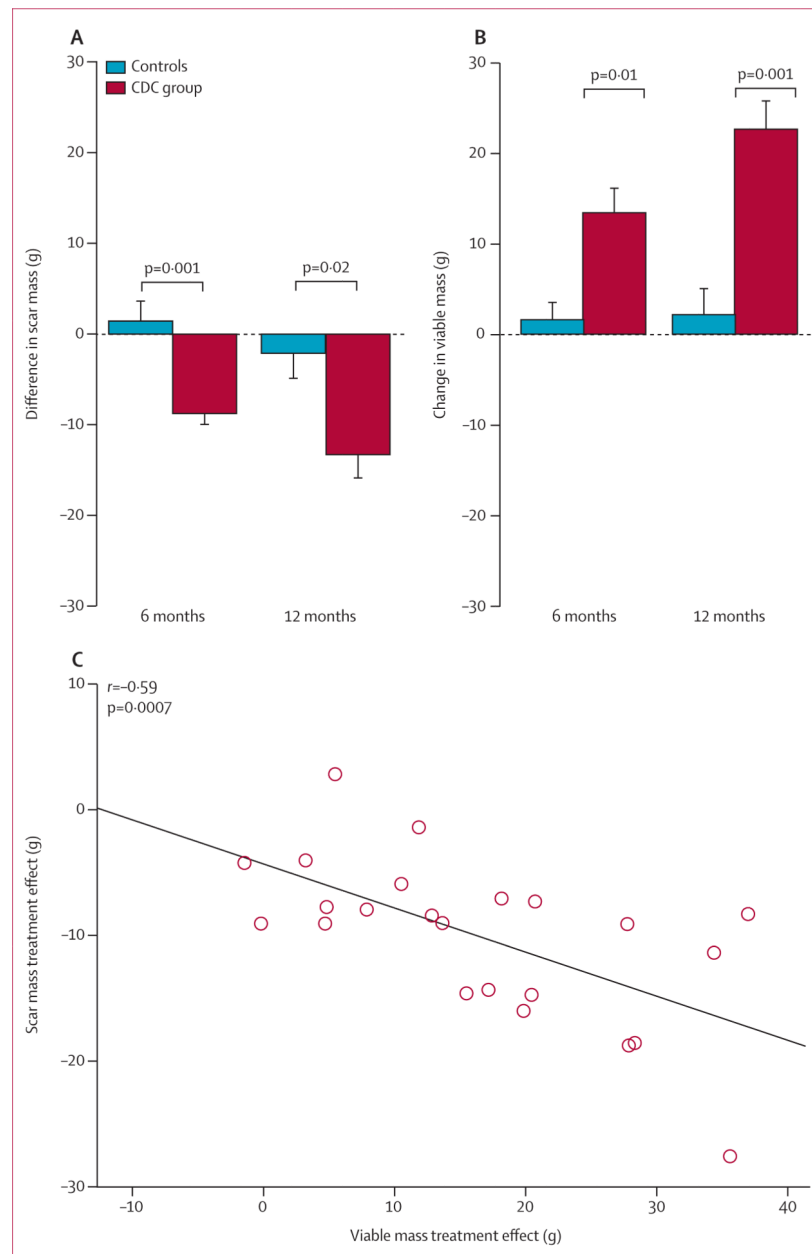 A
B
Controls
CDC group
p=0·001
p=0·02
p=0·01
p=0·001
30
20
10
0
–10
–20
–30
Difference in scar mass (g)
6 months
12 months
30
20
10
0
–10
–20
–30
Change in viable mass (g)
6 months
12 months
C
r=–0·59
p=0·0007
10
0
–10
–20
–30
Scar mass treatment effect (g)
–10
0
10
20
30
40
Viable mass treatment effect (g)